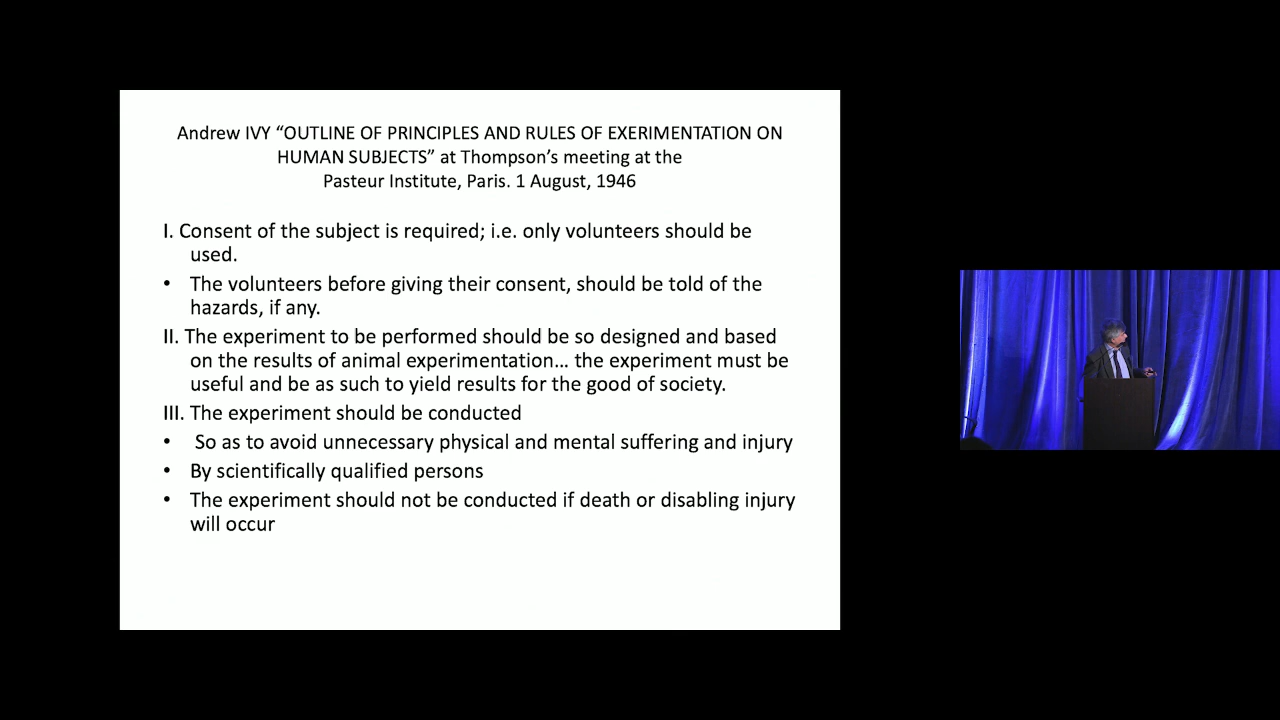 Andrew IVY “OUTLINE OF PRINCIPLES AND RULES OF EXERIMENTATION ON
HUMAN SUBJECTS” at Thompson’s meeting at the
Pasteur Institute, Paris. 1 August, 1946
I. Consent of the subject is required; i.e. only volunteers should be
used.
• The volunteers before giving their consent, should be told of the
hazards, if any.
II. The experiment to be performed should be so designed and based
on the results of animal experimentation... the experiment must be
useful and be as such to yield results for the good of society.
III. The experiment should be conducted
• So as to avoid unnecessary physical and mental suffering and injury
• By scientifically qualified persons
• The experiment should not be conducted if death or disabling injury
will occur